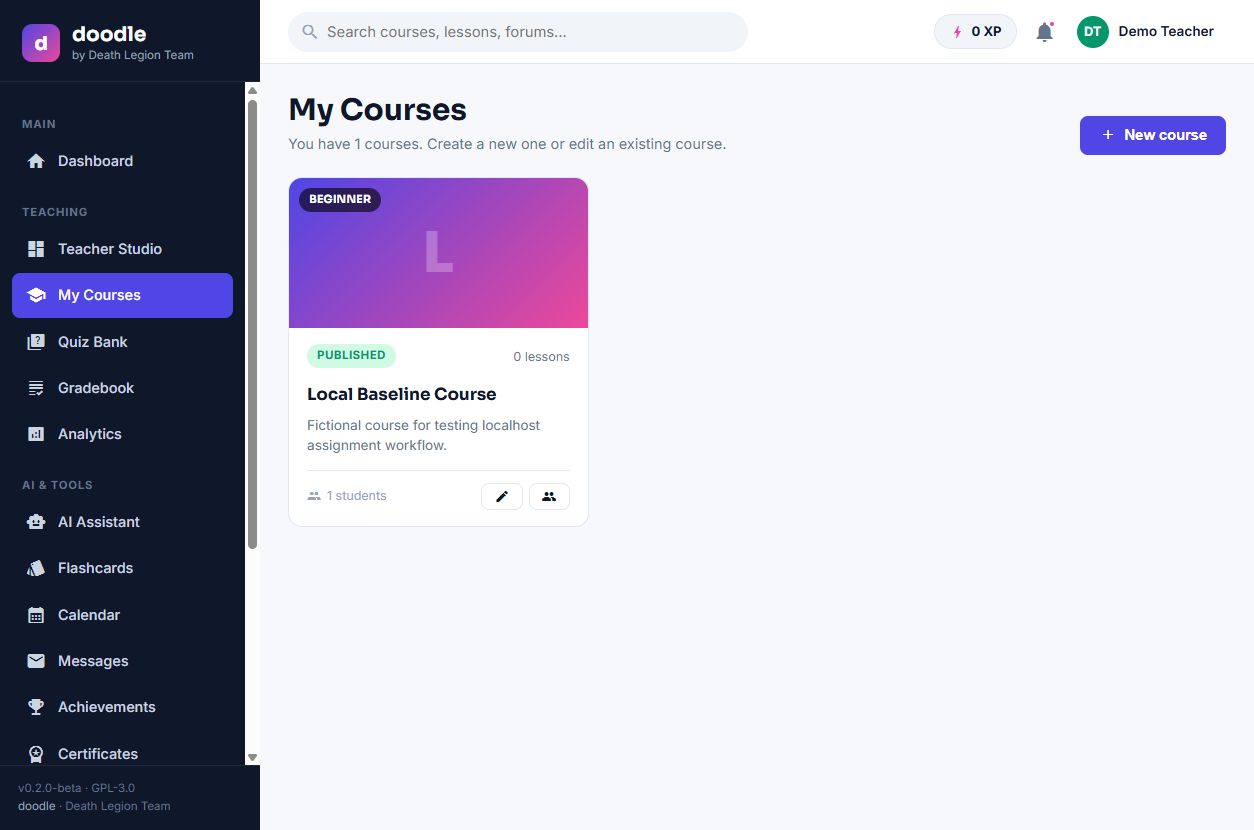 d
doodle
by Death Legion Team
Search courses, lessons, forums...
0 XP
DT
Demo Teacher
MAIN
Dashboard
TEACHING
Teacher Studio
My Courses
Quiz Bank
Gradebook
Analytics
AI & TOOLS
AI Assistant
Flashcards
Calendar
Messages
Achievements
Certificates
v0.2.0-beta · GPL-3.0
doodle · Death Legion Team
My Courses
You have 1 courses. Create a new one or edit an existing course.
New course
BEGINNER
L
PUBLISHED
0 lessons
Local Baseline Course
Fictional course for testing localhost
assignment workflow.
1 students